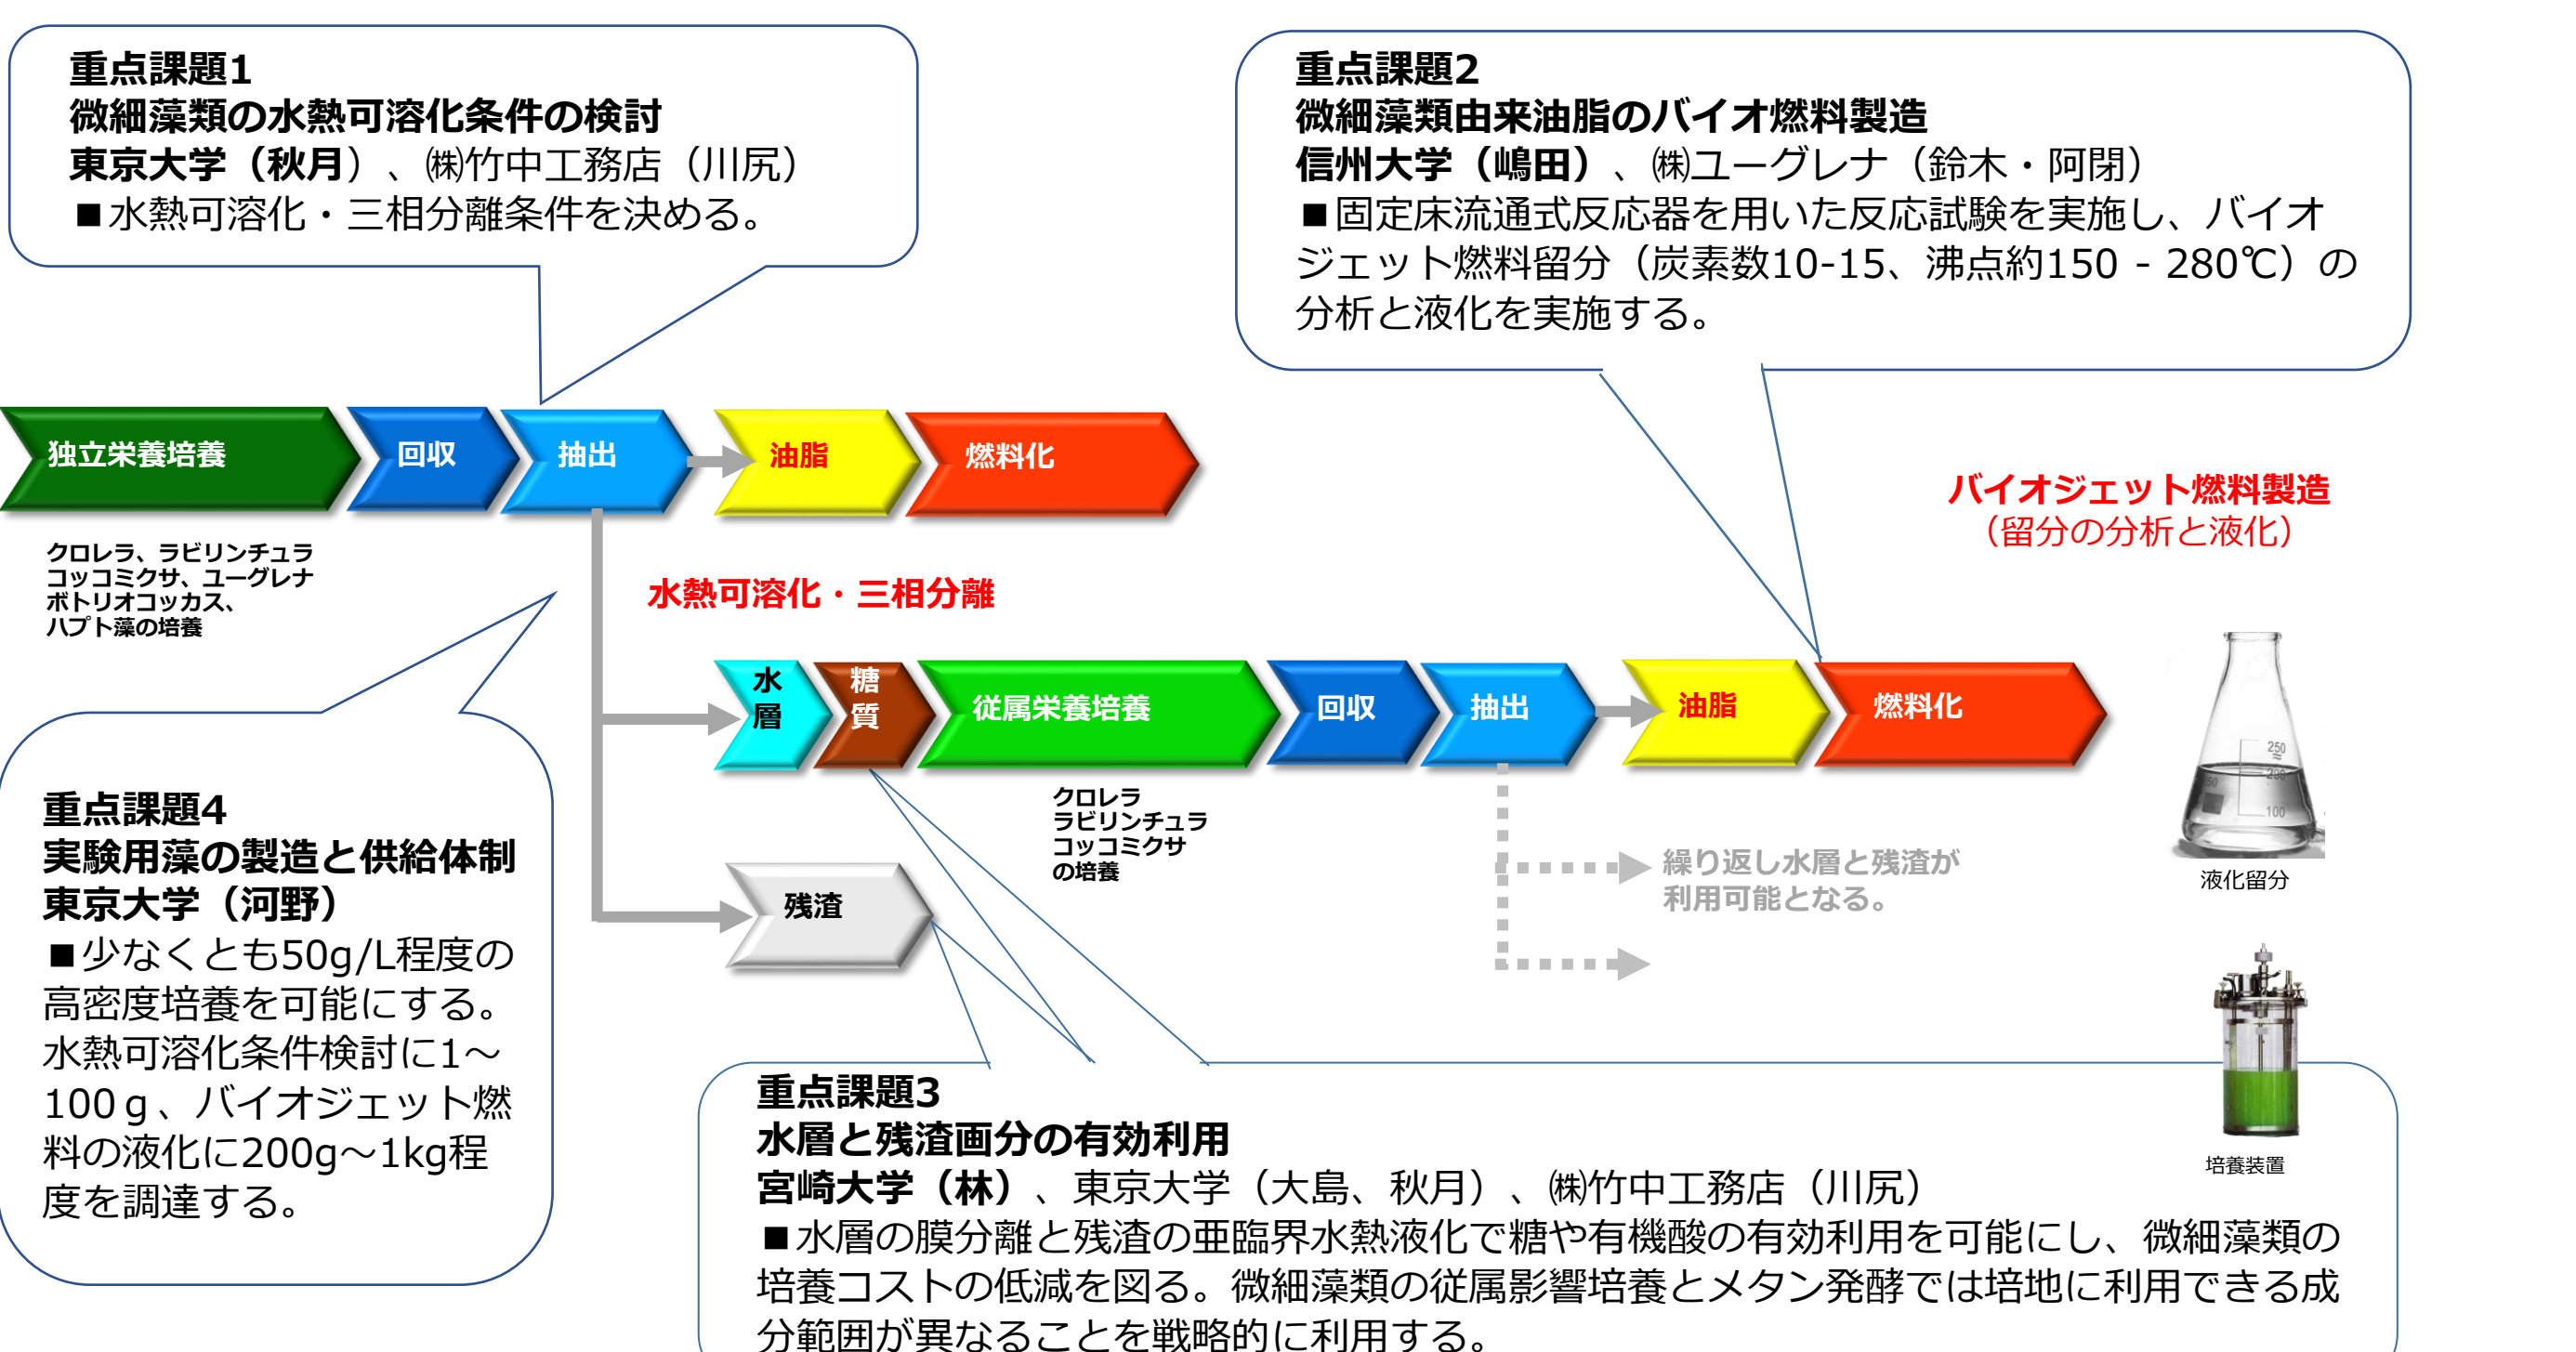 重点課題1
微細藻類の水熱可溶化条件の検討
東京大学（秋月）、㈱竹中工務店（川尻）
■水熱可溶化・三相分離条件を決める。
重点課題2
微細藻類由来油脂のバイオ燃料製造
信州大学（嶋田）、㈱ユーグレナ（鈴木・阿閉）
■固定床流通式反応器を用いた反応試験を実施し、バイオ
ジェット燃料留分（炭素数10-15、沸点約150 - 280℃）の
分析と液化を実施する。
独立栄養培養
回収
抽出
油脂
燃料化
バイオジェット燃料製造
（留分の分析と液化）
クロレラ、ラビリンチュラ
コッコミクサ、ユーグレナ
ボトリオコッカス、
ハプト藻の培養
水熱可溶化・三相分離
水
層
糖
質
従属栄養培養
回収
抽出
油脂
燃料化
クロレラ
ラビリンチュラ
コッコミクサ
の培養
残渣
繰り返し水層と残渣が
利用可能となる。
250
200
100
液化留分
培養装置
重点課題4
実験用藻の製造と供給体制
東京大学（河野）
■少なくとも50g/L程度の
高密度培養を可能にする。
水熱可溶化条件検討に1～
100ｇ、バイオジェット燃
料の液化に200g～1kg程
度を調達する。
重点課題3
水層と残渣画分の有効利用
宮崎大学（林）、東京大学（大島、秋月）、㈱竹中工務店（川尻）
■水層の膜分離と残渣の亜臨界水熱液化で糖や有機酸の有効利用を可能にし、微細藻類の
培養コストの低減を図る。微細藻類の従属影響培養とメタン発酵では培地に利用できる成
分範囲が異なることを戦略的に利用する。